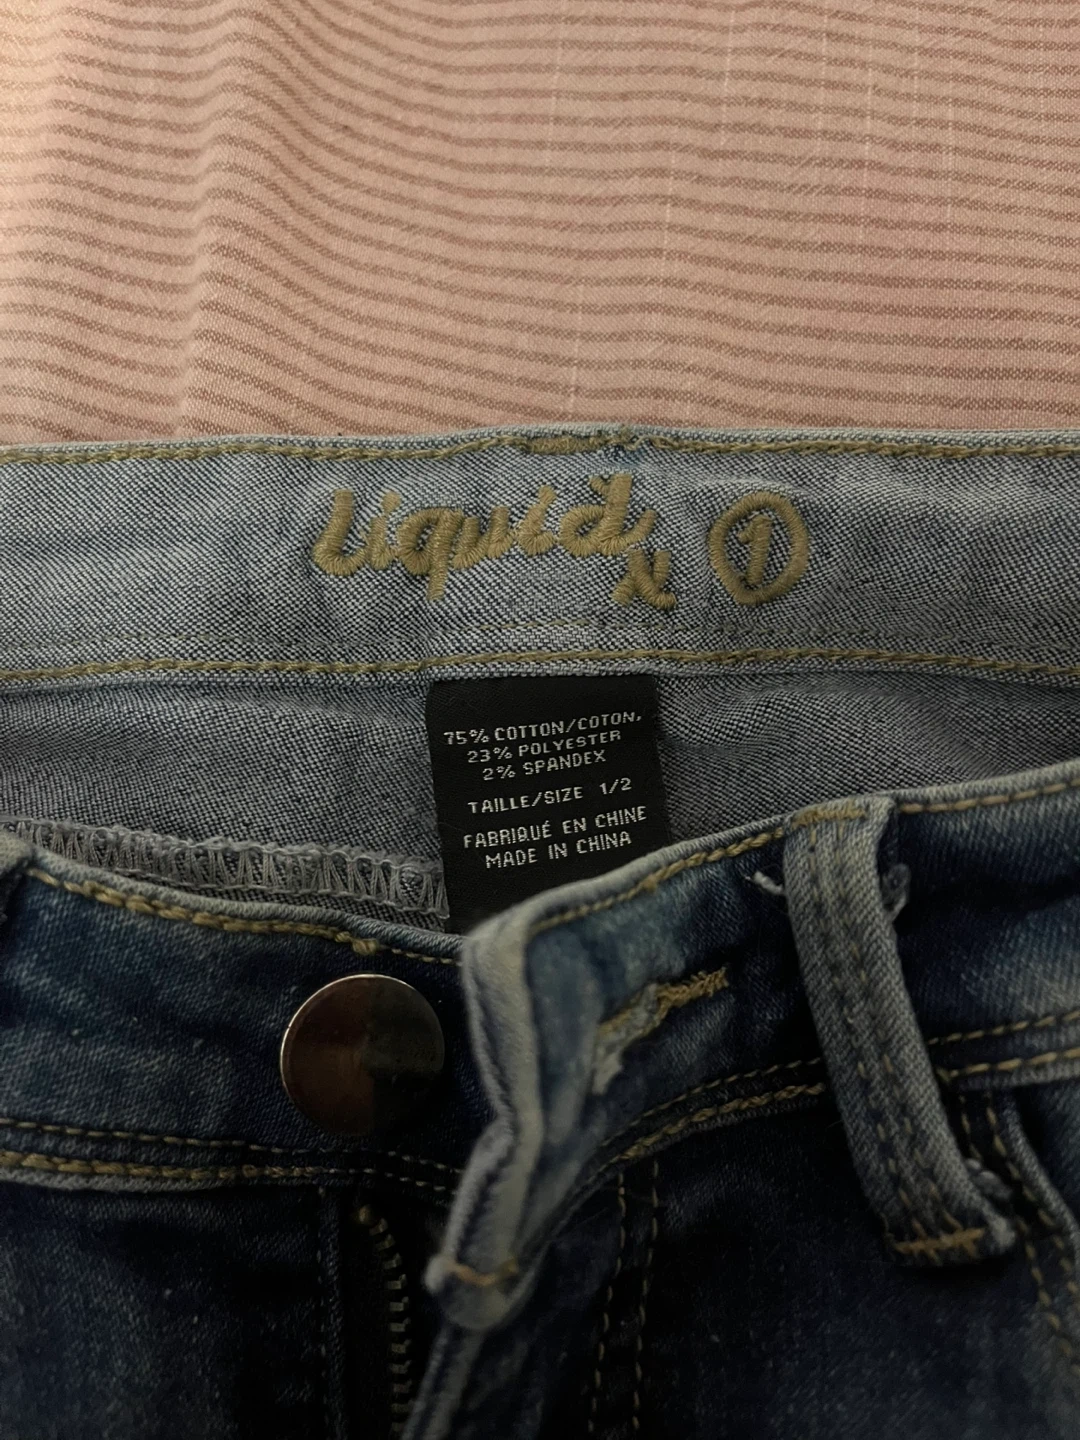 Liquid x 1
75% COTTON/COTON,
23% POLYESTER
2% SPANDEX
TAILLE/SIZE 1/2
FABRIQUÉ EN CHINE
MADE IN CHINA